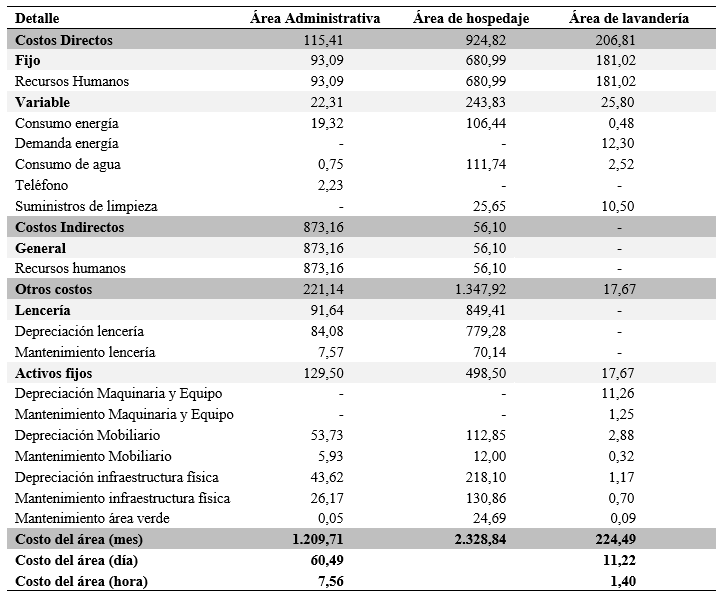 Detalle Área Administrativa Área de hospedaje Área de lavandería
Costos Directos 115,41 924,82 206,81
Fijo 93,09 680,99 181,02
Recursos Humanos 93,09 680,99 181,02
Variable 22,31 243,83 25,80
Consumo energía 19,32 106,44 0,48
Demanda energía - - 12,30
Consumo de agua 0,75 111,74 2,52
Teléfono 2,23 - -
Suministros de limpieza - 25,65 10,50
Costos Indirectos 873,16 56,10 -
General 873,16 56,10 -
Recursos humanos 873,16 56,10 -
Otros costos 221,14 1.347,92 17,67
Lencería 91,64 849,41 -
Depreciación lencería 84,08 779,28 -
Mantenimiento lencería 7,57 70,14 -
Activos fijos 129,50 498,50 17,67
Depreciación Maquinaria y Equipo - - 11,26
Mantenimiento Maquinaria y Equipo - - 1,25
Depreciación Mobiliario 53,73 112,85 2,88
Mantenimiento Mobiliario 5,93 12,00 0,32
Depreciación infraestructura física 43,62 218,10 1,17
Mantenimiento infraestructura física 26,17 130,86 0,70
Mantenimiento área verde 0,05 24,69 0,09
Costo del área (mes) 1.209,71 2.328,84 224,49
Costo del área (día) 60,49 11,22
Costo del área (hora) 7,56 1,40